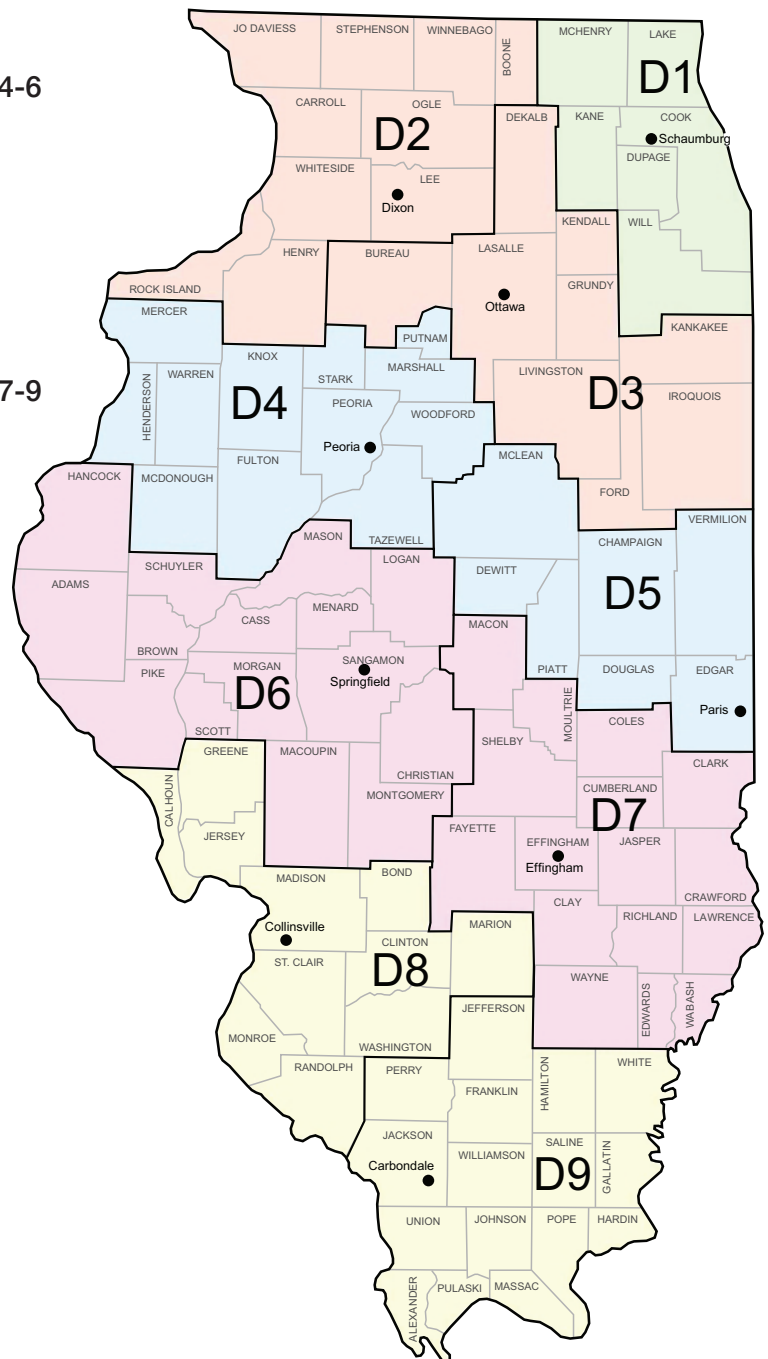 4-6
7-9
JO DAVIESS
STEPHENSON
WINNEBAGO
BOONE
MCHENRY
LAKE
D1
CARROLL
OGLE
D2
DEKALB
KANE
COOK
Schaumburg
DUPAGE
WHITESIDE
LEE
Dixon
KENDALL
WILL
HENRY
BUREAU
LASALLE
Ottawa
GRUNDY
ROCK ISLAND
MERCER
KANKAKEE
PUTNAM
KNOX
STARK
MARSHALL
LIVINGSTON
D3
IROQUOIS
HENDERSON
WARREN
D4
PEORIA
WOODFORD
Peoria
MCLEAN
FULTON
HANCOCK
MCDONOUGH
FORD
VERMILION
MASON
TAZEWELL
LOGAN
CHAMPAIGN
SCHUYLER
DEWITT
ADAMS
D5
MENARD
CASS
MACON
BROWN
SANGAMON
Springfield
PIATT
DOUGLAS
EDGAR
PIKE
MORGAN
D6
MOULTRIE
Paris
SCOTT
COLES
GREENE
MACOUPIN
SHELBY
CHRISTIAN
CLARK
CALHOUN
MONTGOMERY
CUMBERLAND
D7
JERSEY
FAYETTE
EFFINGHAM
JASPER
Effingham
MADISON
BOND
CRAWFORD
CLAY
RICHLAND
LAWRENCE
Collinsville
MARION
CLINTON
ST. CLAIR
D8
WAYNE
EDWARDS
WABASH
JEFFERSON
MONROE
WASHINGTON
RANDOLPH
PERRY
HAMILTON
WHITE
FRANKLIN
JACKSON
SALINE
GALLATIN
WILLIAMSON
D9
Carbondale
UNION
JOHNSON
POPE
HARDIN
ALEXANDER
PULASKI
MASSAC